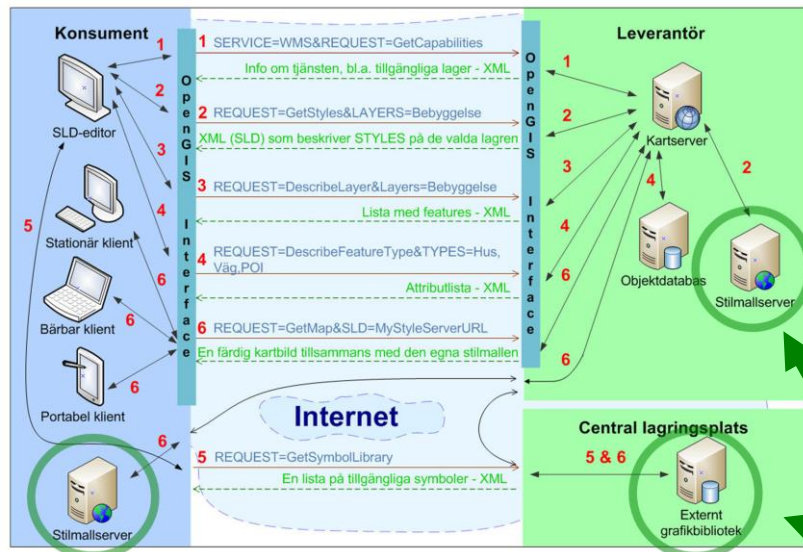 Konsument
Leverantör
1
1 SERVICE=WMS&REQUEST=GetCapabilities
1
Info om tjänsten, bl.a. tillgängliga lager - XML
OpenGIS Interface
OpenGIS Interface
SLD-editor
2
2 REQUEST=GetStyles&LAYERS=Bebyggelse
2
Kartserver
XML (SLD) som beskriver STYLES på de valda lagren
3
3 REQUEST=DescribeLayer&Layers=Bebyggelse
3
2
4
5
4
Lista med features - XML
4
Stationär klient
4 REQUEST=DescribeFeatureType&TYPES=Hus,
Väg,POI
6
6
Objektdatabas
Stilmallserver
Attributlista - XML
Bärbar klient
6
6 REQUEST=GetMap&SLD=MyStyleServerURL
En färdig kartbild tillsammans med den egna stilmallen
6
6
Portabel klient
Internet
Central lagringsplats
6
5 REQUEST=GetSymbolLibrary
5 & 6
En lista på tillgängliga symboler - XML
Stilmallserver
Externt
grafikbibliotek